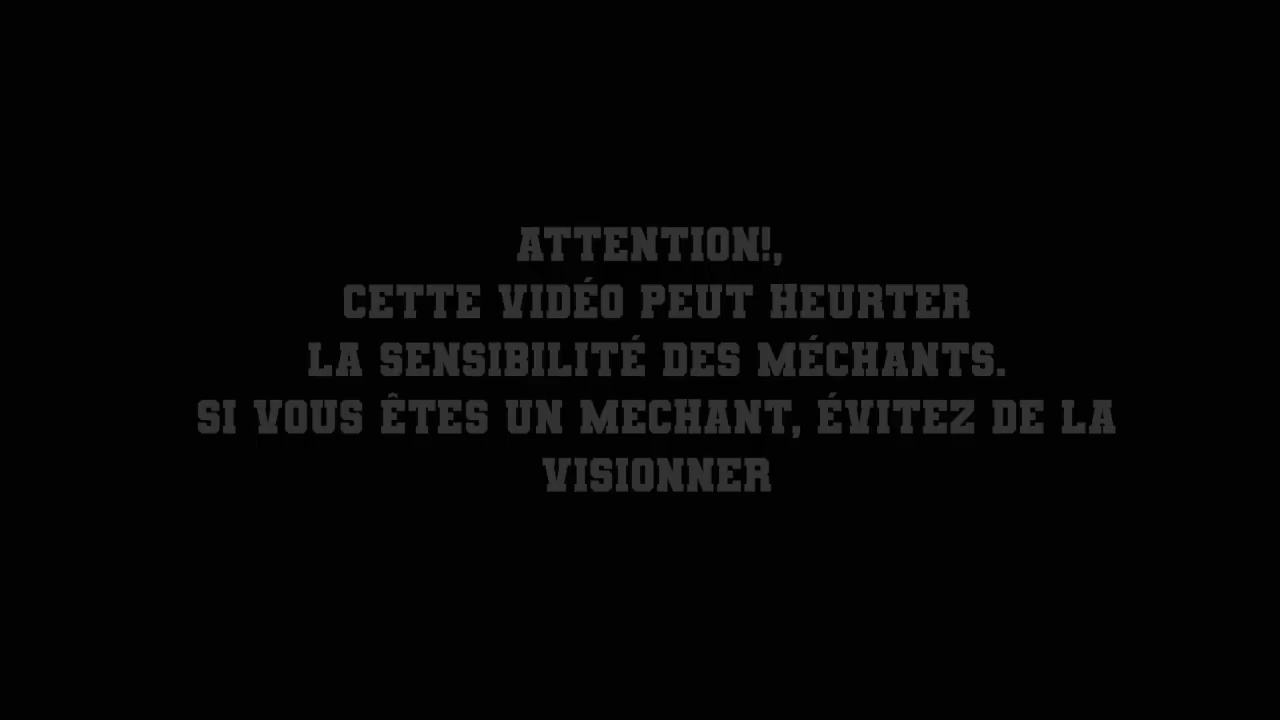 ATTENTION!,
CETTE VIDÉO PEUT HEURTER
LA SENSIBILITÉ DES MÉCHANTS.
SI VOUS ÊTES UN MECHANT, ÉVITEZ DE LA
VISIONNER